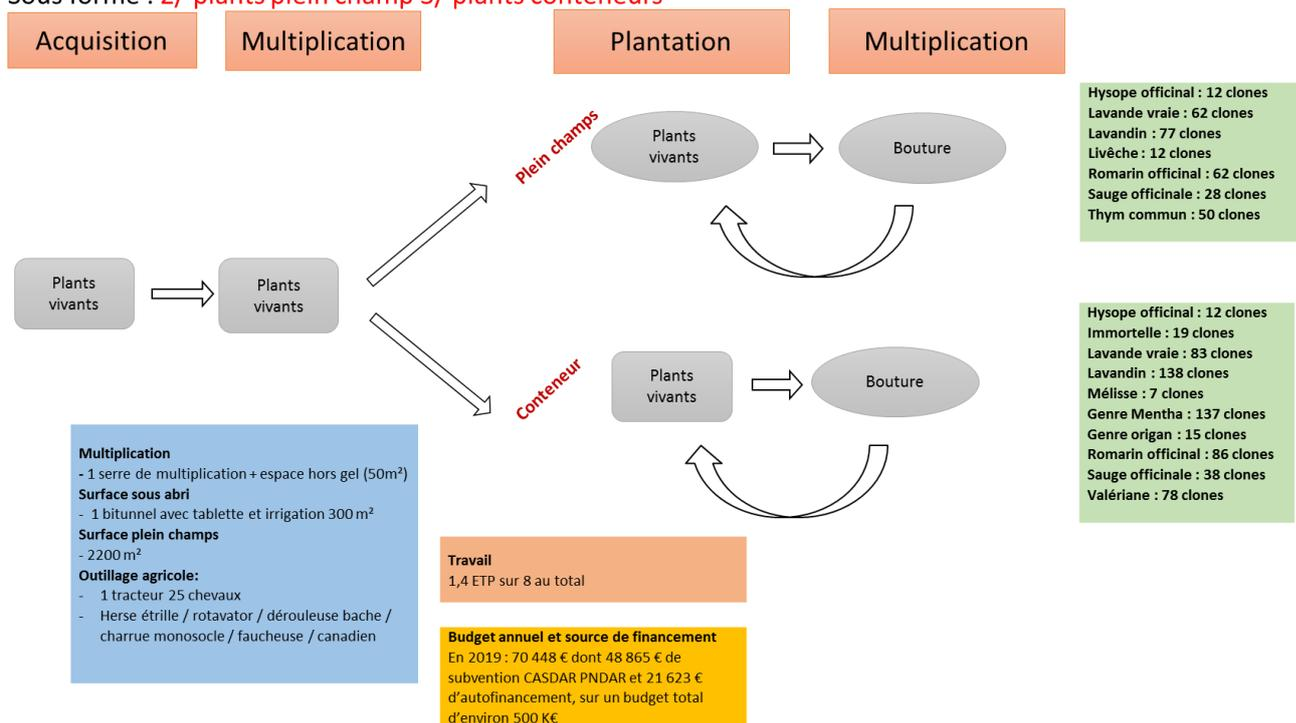 Sous forme : 2/ plants plein champ 3/ plants conteneurs
Acquisition
Multiplication
Plantation
Multiplication
Plein champs
Plants
vivants
Bouture
Hysope officinal : 12 clones
Lavande vraie : 62 clones
Lavandin : 77 clones
Livêche : 12 clones
Romarin officinal : 62 clones
Sauge officinale : 28 clones
Thym commun : 50 clones
Plants
vivants
Plants
vivants
Conteneur
Plants
vivants
Bouture
Hysope officinal : 12 clones
Immortelle : 19 clones
Lavande vraie : 83 clones
Lavandin : 138 clones
Mélisse : 7 clones
Genre Mentha : 137 clones
Genre origan : 15 clones
Romarin officinal : 86 clones
Sauge officinale : 38 clones
Valériane : 78 clones
Multiplication
- 1 serre de multiplication + espace hors gel (50m²)
Surface sous abri
- 1 bitunnel avec tablette et irrigation 300 m²
Surface plein champs
- 2200 m²
Outillage agricole:
- 1 tracteur 25 chevaux
- Herse étrille / rotavator / dérouleuse bache /
charrue monosocle / faucheuse / canadien
Travail
1,4 ETP sur 8 au total
Budget annuel et source de financement
En 2019 : 70 448 € dont 48 865 € de
subvention CASDAR PNDAR et 21 623 €
d'autofinancement, sur un budget total
d'environ 500 K€